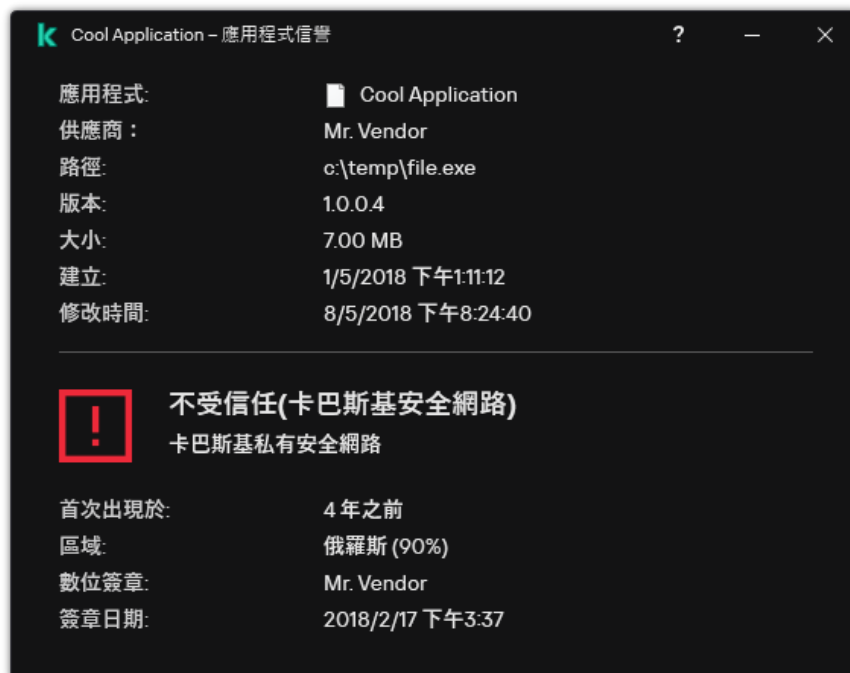 Cool Application – 應用程式信譽 ?
應用程式: Cool Application
供應商： Mr. Vendor
路徑: c:\temp\file.exe
版本: 1.0.0.4
大小: 7.00 MB
建立: 1/5/2018 下午1:11:12
修改時間: 8/5/2018 下午8:24:40
不受信任(卡巴斯基安全網路)
卡巴斯基私有安全網路
首次出現於: 4 年之前
區域: 俄羅斯 (90%)
數位簽章: Mr. Vendor
簽章日期: 2018/2/17 下午3:37